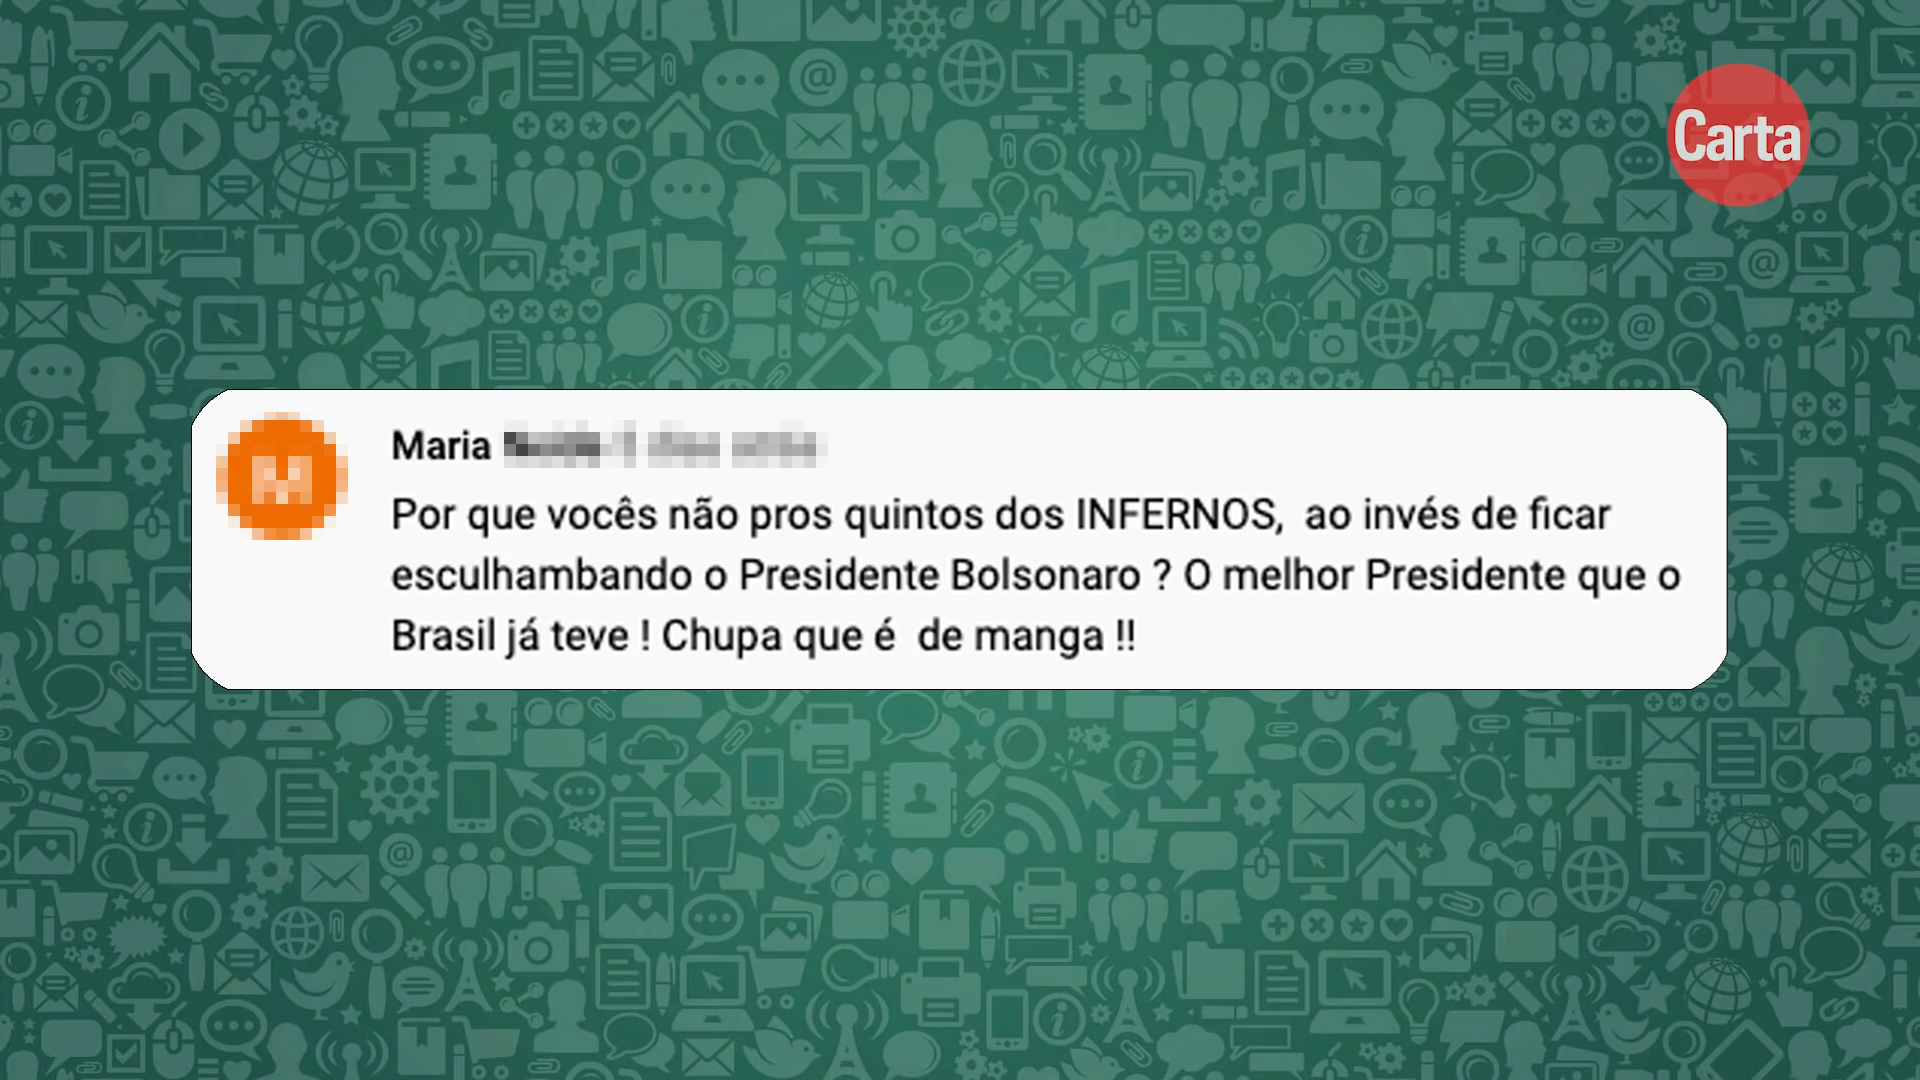 Carta
M
Maria
Por que vocês não pros quintos dos INFERNOS,  ao invés de ficar
esculhambando o Presidente Bolsonaro ? O melhor Presidente que o
Brasil já teve ! Chupa que é  de manga !!